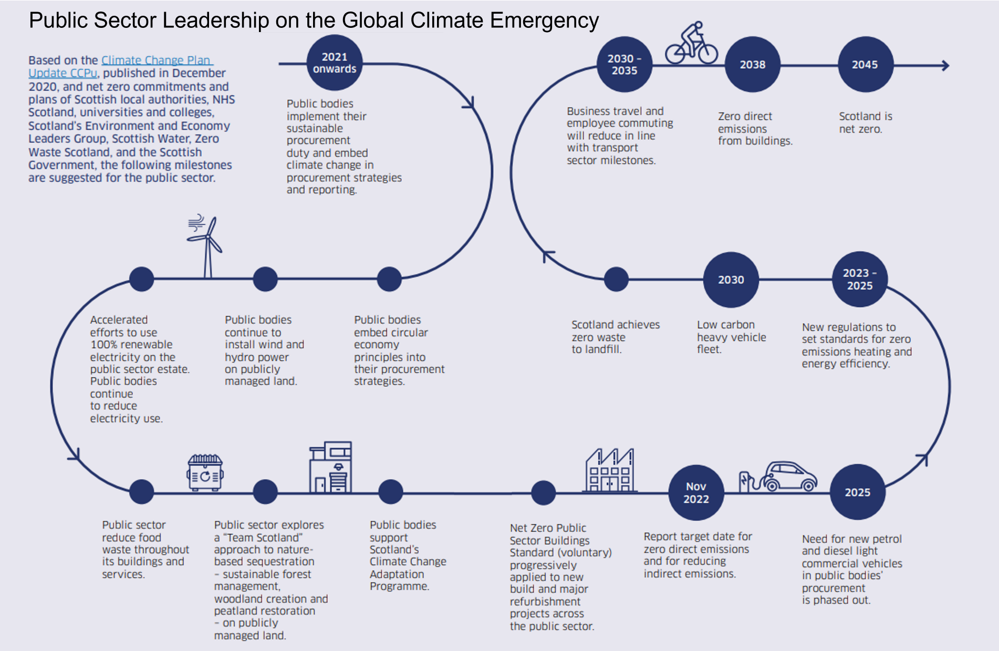 Public Sector Leadership on the Global Climate Emergency
Based on the Climate Change Plan
Update CCPu, published in December
2020, and net zero commitments and
plans of Scottish local authorities, NHS
Scotland, universities and colleges,
Scotland's Environment and Economy
Leaders Group, Scottish Water, Zero
Waste Scotland, and the Scottish
Government, the following milestones
are suggested for the public sector.
2021
onwards
Public bodies
implement their
sustainable
procurement
duty and embed
climate change in
procurement strategies
and reporting.
Public bodies
embed circular
economy
principles into
their procurement
strategies.
Public bodies
continue to
install wind and
hydro power
on publicly
managed land.
Accelerated
efforts to use
100% renewable
electricity on the
public sector estate.
Public bodies
continue
to reduce
electricity use.
Public sector
reduce food
waste throughout
its buildings and
services.
Public sector explores
a “Team Scotland”
approach to nature-
based sequestration
– sustainable forest
management,
woodland creation and
peatland restoration
– on publicly
managed land.
Public bodies
support
Scotland's
Climate Change
Adaptation
Programme.
Net Zero Public
Sector Buildings
Standard (voluntary)
progressively
applied to new
build and major
refurbishment
projects across
the public sector.
Nov
2022
Report target date for
zero direct emissions
and for reducing
indirect emissions.
2025
Need for new petrol
and diesel light
commercial vehicles
in public bodies'
procurement
is phased out.
2023 –
2025
New regulations to
set standards for zero
emissions heating and
energy efficiency.
2030
Low carbon
heavy vehicle
fleet.
Scotland achieves
zero waste
to landfill.
2030 –
2035
Business travel and
employee commuting
will reduce in line
with transport
sector milestones.
2038
Zero direct
emissions
from buildings.
2045
Scotland is
net zero.